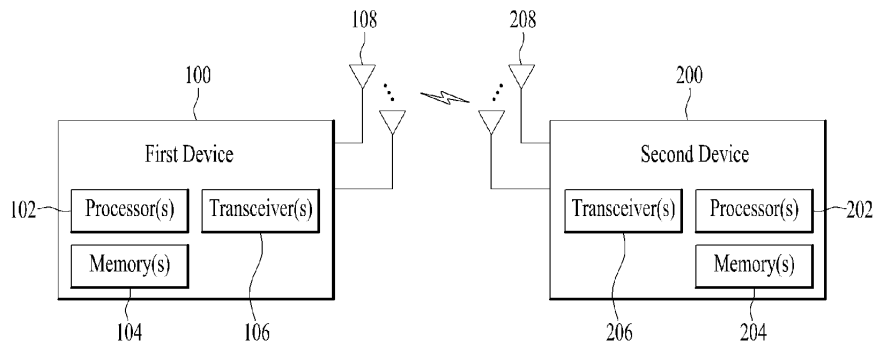 108
208
100
200
First Device
Second Device
102
Processor(s)
Transceiver(s)
Transceiver(s)
Processor(s)
202
Memory(s)
Memory(s)
104
106
206
204